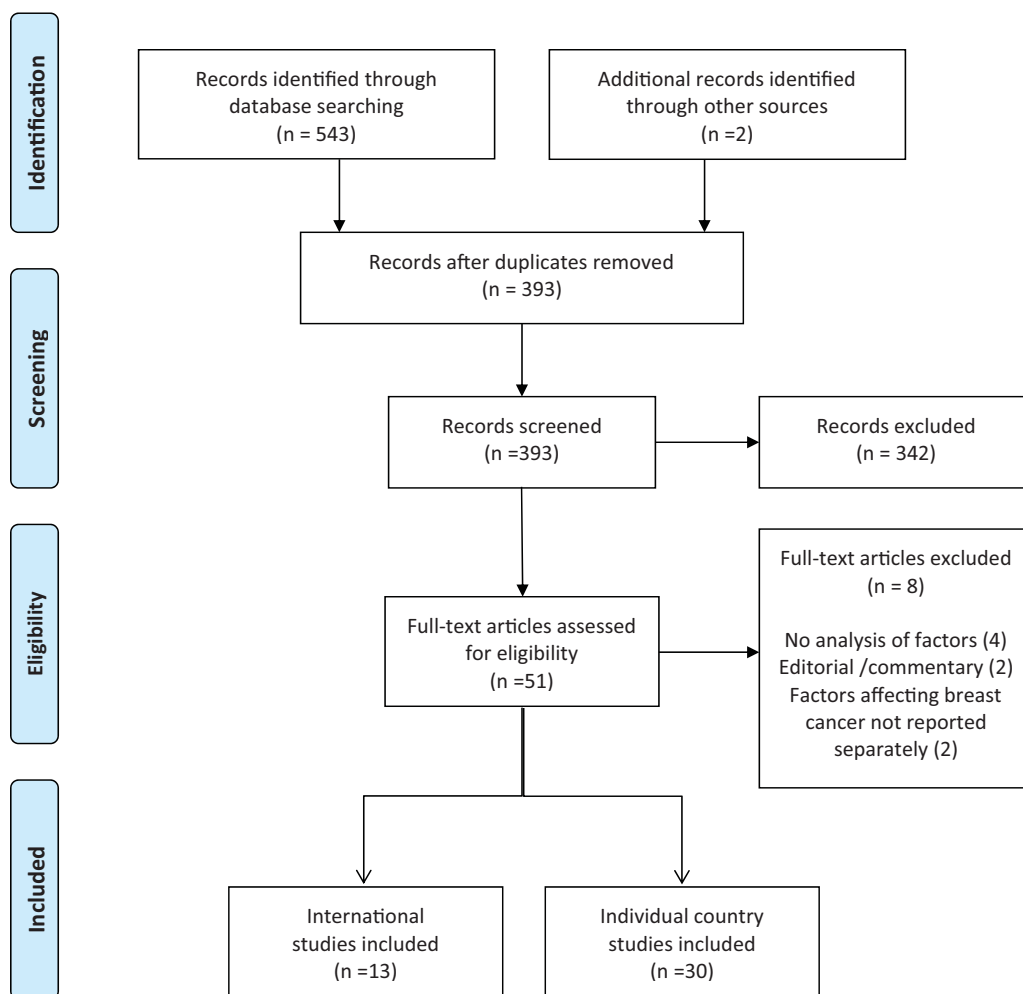 Identification
Records identified through
database searching
(n = 543)
Additional records identified
through other sources
(n =2)
Records after duplicates removed
(n = 393)
Screening
Records screened
(n =393)
Records excluded
(n = 342)
Eligibility
Full-text articles assessed
for eligibility
(n =51)
Full-text articles excluded
(n = 8)
No analysis of factors (4)
Editorial /commentary (2)
Factors affecting breast
cancer not reported
separately (2)
Included
International
studies included
(n =13)
Individual country
studies included
(n =30)